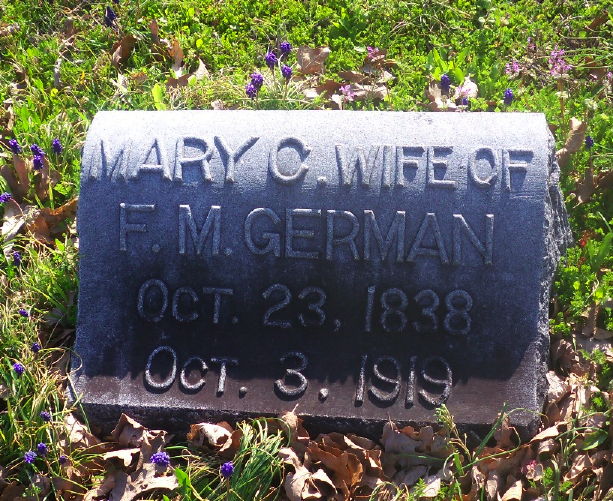 MARY C. WIFE OF
F. M. GERMAN
OCT. 23, 1838
OCT. 3, 1919